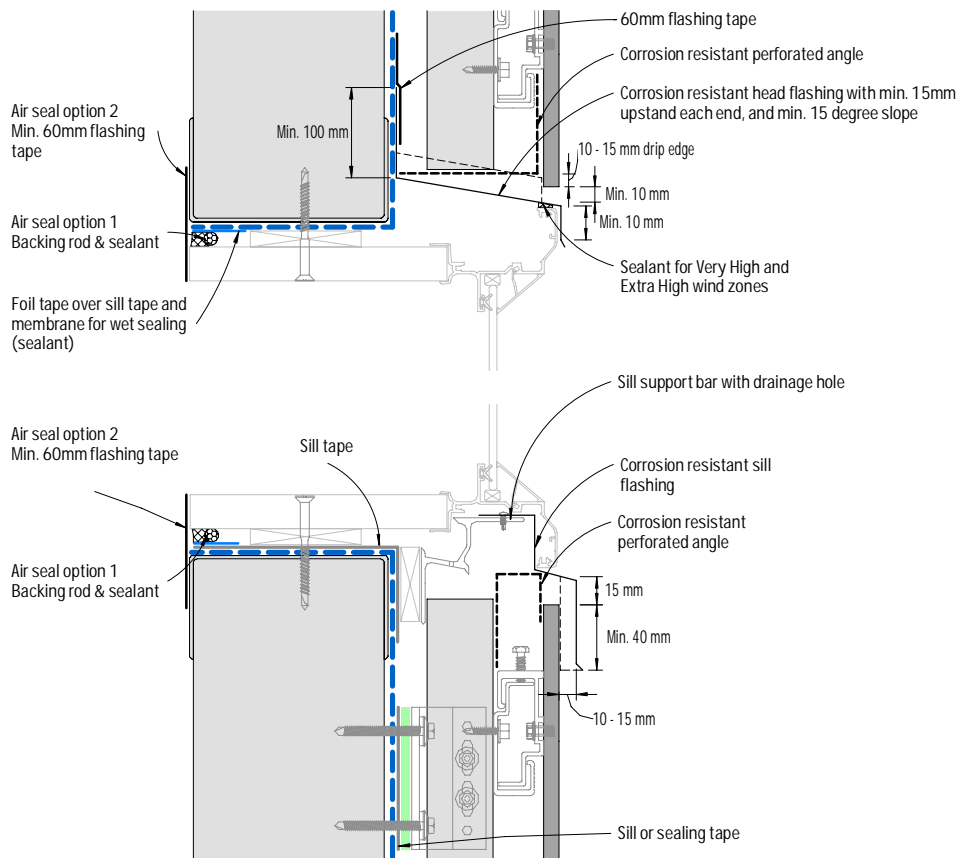 60mm flashing tape
Corrosion resistant perforated angle
Corrosion resistant head flashing with min. 15mm
upstand each end, and min. 15 degree slope
Air seal option 2
Min. 60mm flashing
tape
Min. 100 mm
10 - 15 mm drip edge
Min. 10 mm
Min. 10 mm
Air seal option 1
Backing rod & sealant
Sealant for Very High and
Extra High wind zones
Foil tape over sill tape and
membrane for wet sealing
(sealant)
Sill support bar with drainage hole
Air seal option 2
Min. 60mm flashing tape
Sill tape
Corrosion resistant sill
flashing
Corrosion resistant
perforated angle
Air seal option 1
Backing rod & sealant
15 mm
Min. 40 mm
10 - 15 mm
Sill or sealing tape